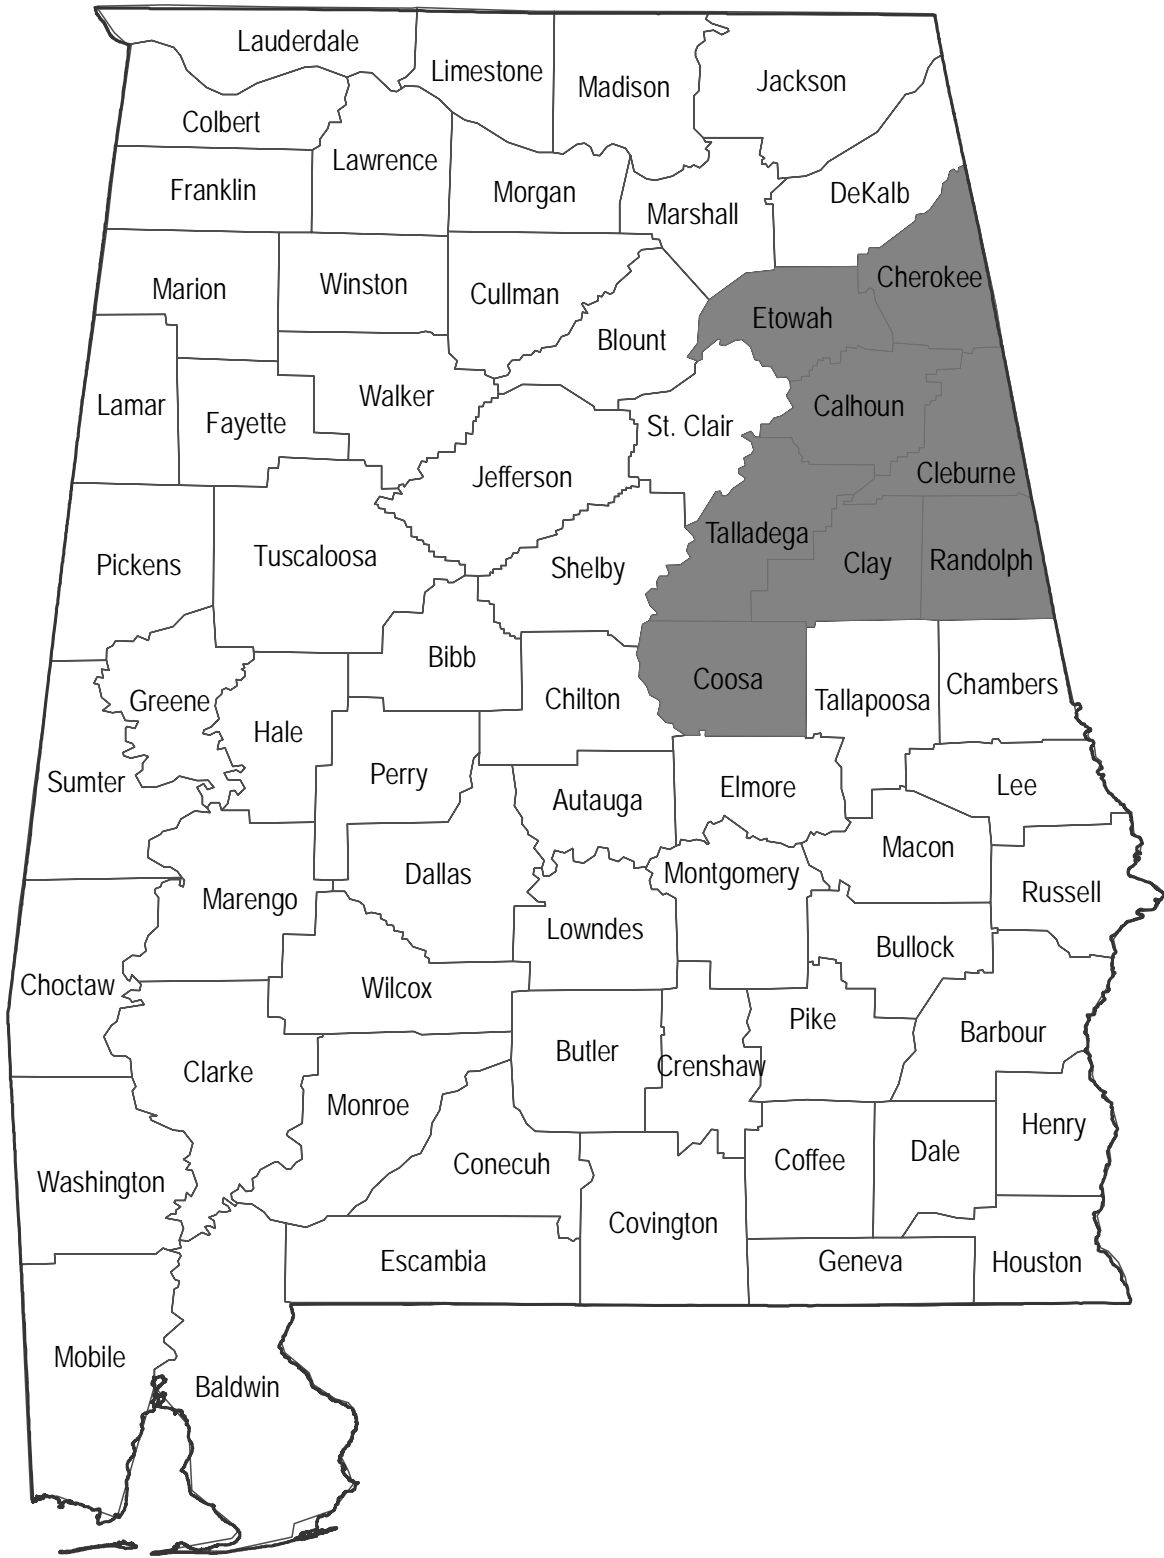 Lauderdale
Limestone
Madison
Jackson
Colbert
Lawrence
Franklin
Morgan
DeKalb
Marshall
Cherokee
Marion
Winston
Cullman
Etowah
Blount
Walker
Lamar
Calhoun
Fayette
St. Clair
Jefferson
Cleburne
Talladega
Tuscaloosa
Pickens
Shelby
Clay
Randolph
Bibb
Coosa
Chambers
Greene
Chilton
Tallapoosa
Hale
Perry
Sumter
Elmore
Lee
Autauga
Macon
Dallas
Montgomery
Russell
Marengo
Lowndes
Bullock
Choctaw
Wilcox
Pike
Barbour
Butler
Crenshaw
Clarke
Monroe
Henry
Dale
Conecuh
Coffee
Washington
Covington
Escambia
Geneva
Houston
Mobile
Baldwin